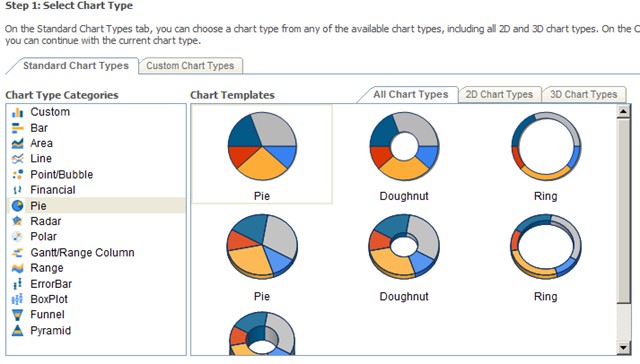 Step 1: Select Chart Type
On the Standard Chart Types tab, you can choose a chart type from any of the available chart types, including all 2D and 3D chart types. On the C
you can continue with the current chart type.
Standard Chart Types
Custom Chart Types
Chart Type Categories
Chart Templates
All Chart Types
2D Chart Types
3D Chart Types
Custom
Bar
Area
Line
Point/Bubble
Financial
Pie
Radar
Polar
Gantt/Range Column
Range
ErrorBar
BoxPlot
Funnel
Pyramid
Pie
Doughnut
Ring
Pie
Doughnut
Ring